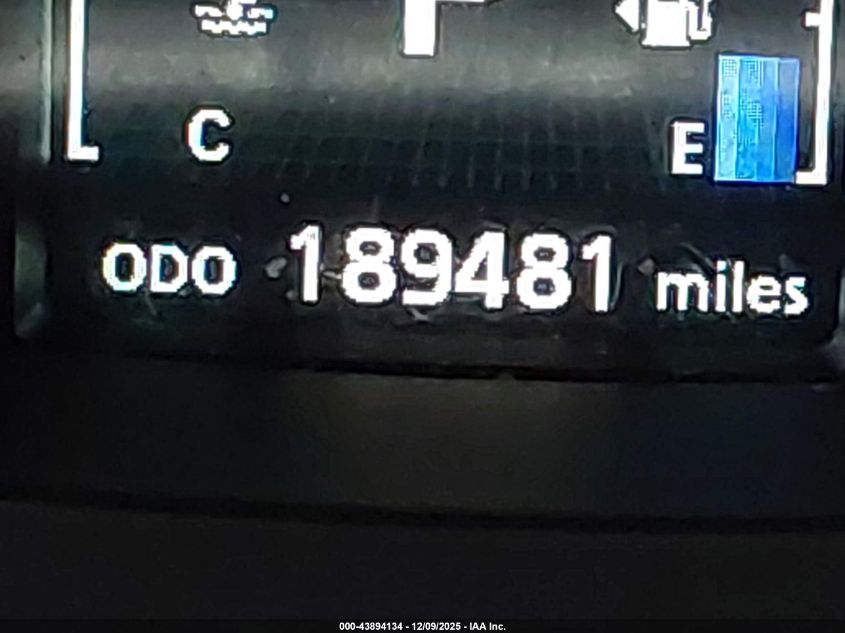 P
C E
ODO 189481 miles
000-43894134 - 12/09/2025 - IAA Inc.